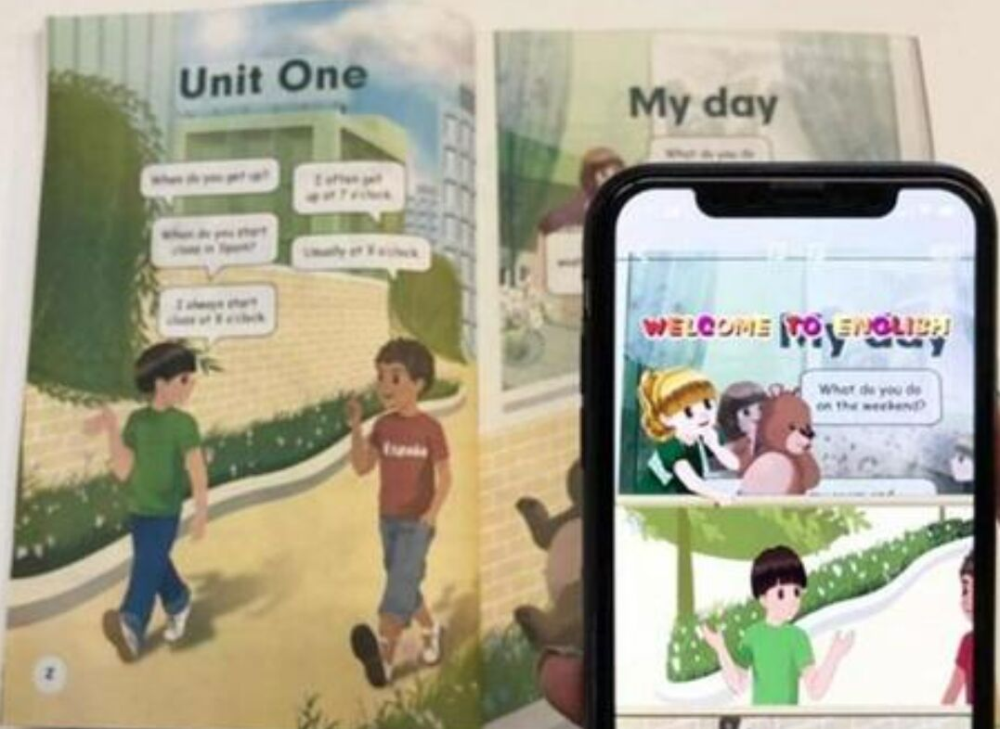 Unit One
When do you get up?
I often get
up at 7 o'clock.
When do you start
class in Spain?
Usually at 8 o'clock.
I always start
class at 8 o'clock.
España
2
My day
What do you do
WELCOME TO ENGLISH
My day
What do you do
on the weekend?